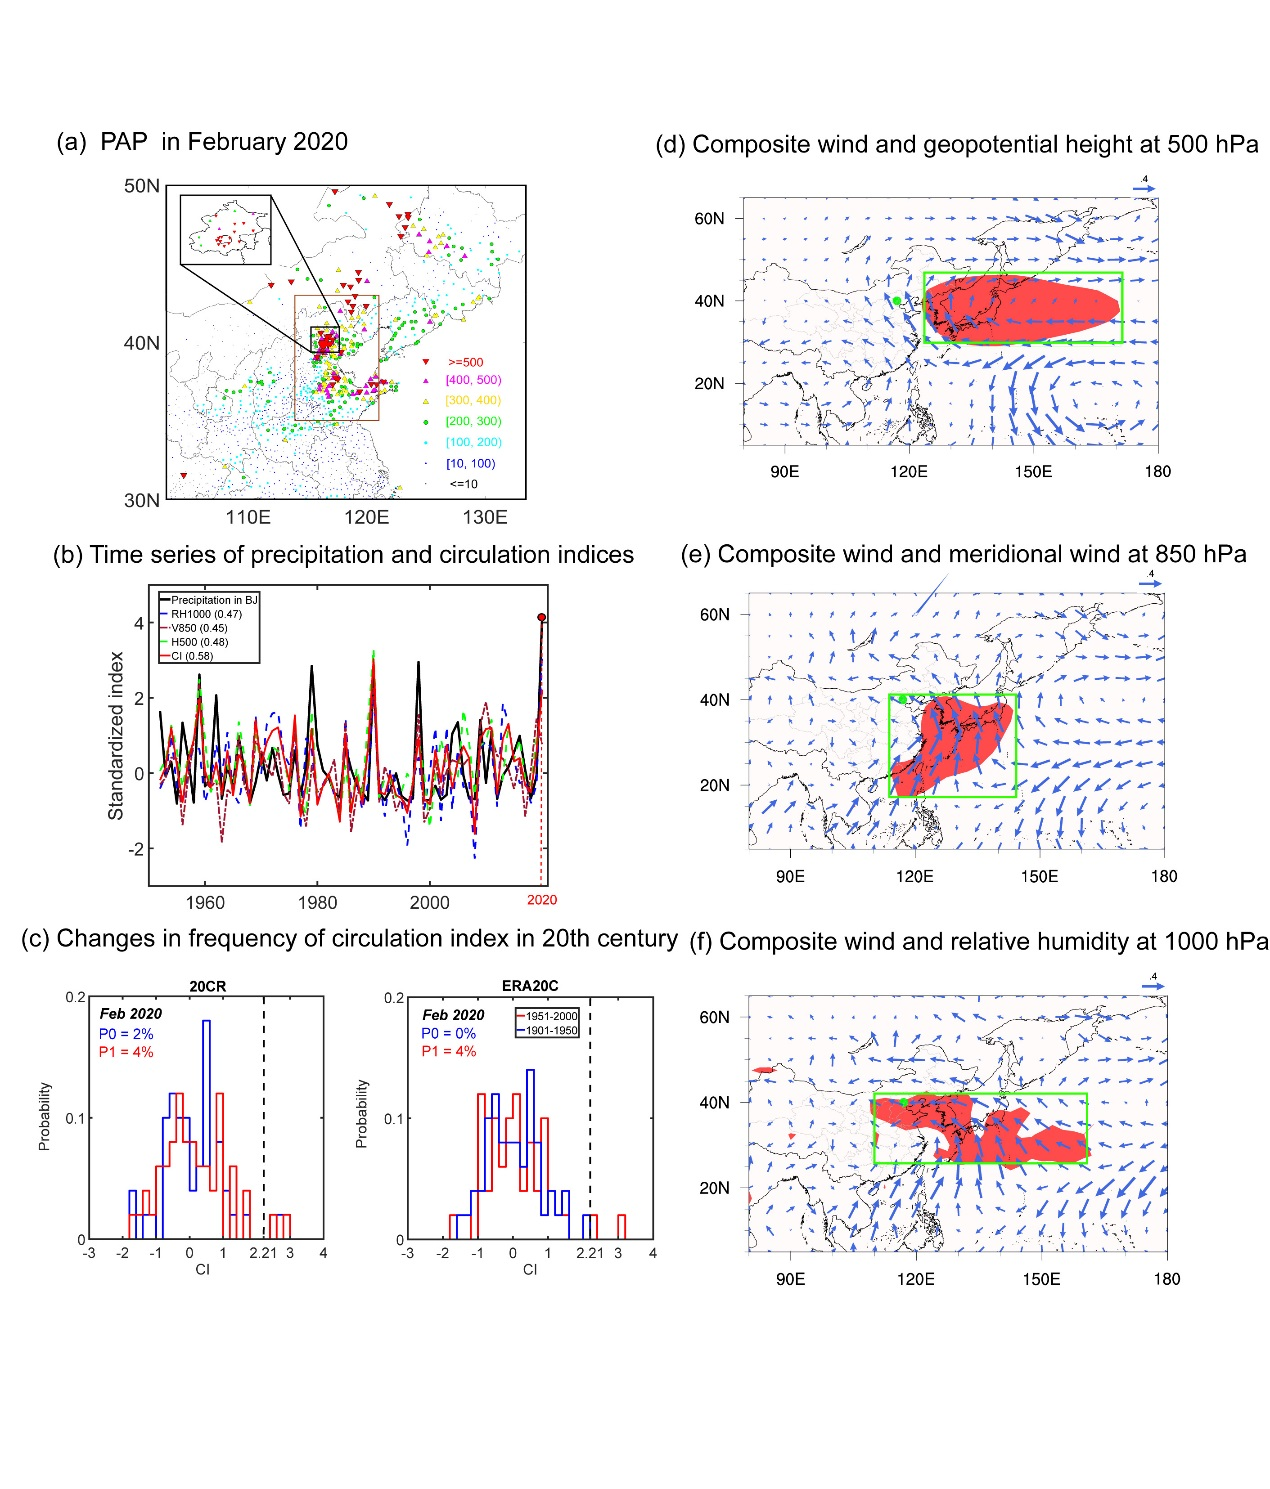 (a) PAP in February 2020
50N
40N
30N
110E 120E 130E
>=500
[400, 500)
[300, 400)
[200, 300)
[100, 200)
[10, 100)
<=10
(b) Time series of precipitation and circulation indices
Standardized index
4
2
0
-2
Precipitation in BJ
RH1000 (0.47)
V850 (0.45)
H500 (0.48)
CI (0.58)
1960 1980 2000 2020
(c) Changes in frequency of circulation index in 20th century
20CR
0.2
0.1
0
Probability
Feb 2020
P0 = 2%
P1 = 4%
-3 -2 -1 0 1 2.21 3 4
CI
ERA20C
0.2
0.1
0
Probability
Feb 2020
P0 = 0%
P1 = 4%
1951-2000
1901-1950
-3 -2 -1 0 1 2.21 3 4
CI
(d) Composite wind and geopotential height at 500 hPa
.4
60N
40N
20N
90E 120E 150E 180
(e) Composite wind and meridional wind at 850 hPa
.4
60N
40N
20N
90E 120E 150E 180
(f) Composite wind and relative humidity at 1000 hPa
.4
60N
40N
20N
90E 120E 150E 180